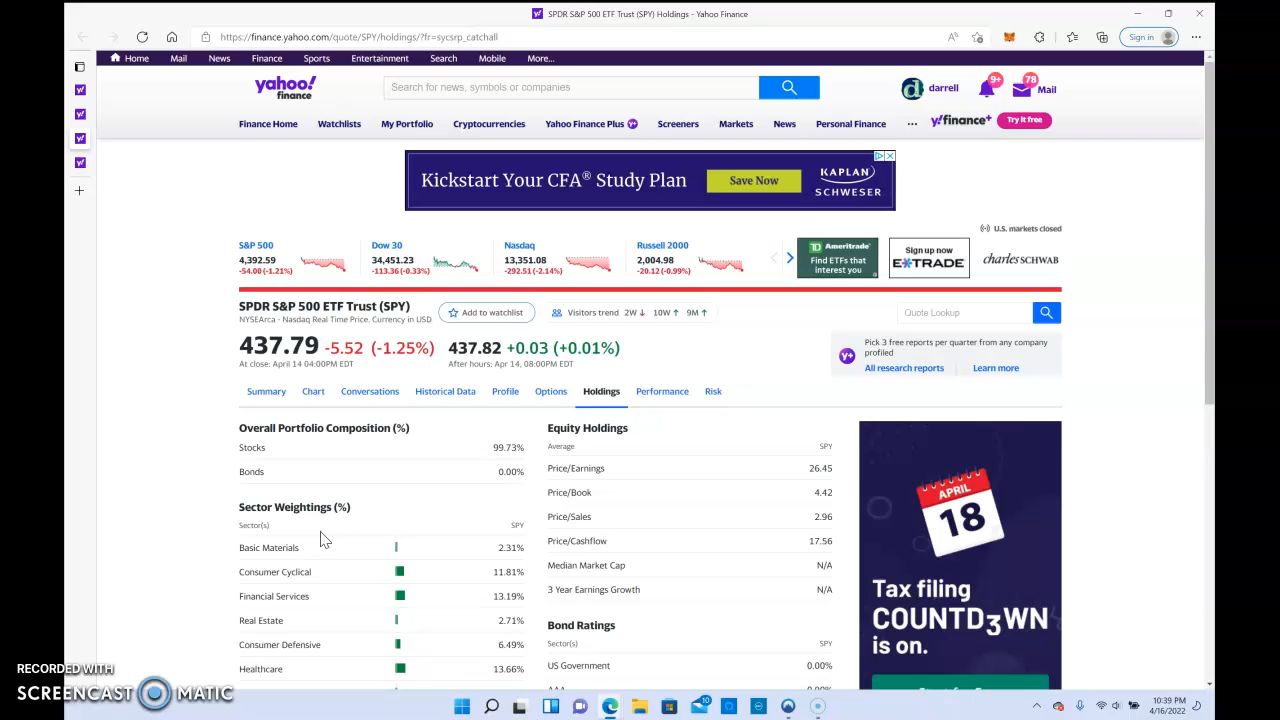 SPDR S&P 500 ETF Trust (SPY) Holdings - Yahoo Finance
https://finance.yahoo.com/quote/SPY/holdings/?fr=sycsrp_catchall
Sign in
Home Mail News Finance Sports Entertainment Search Mobile More...
yahoo!
finance
Search for news, symbols or companies
d darrell 9+ 78 Mail
Finance Home Watchlists My Portfolio Cryptocurrencies Yahoo Finance Plus Screeners Markets News Personal Finance ... y!finance+ Try it free
Kickstart Your CFA® Study Plan Save Now KAPLAN SCHWESER
U.S. markets closed
S&P 500 Dow 30 Nasdaq Russell 2000
4,392.59 34,451.23 13,351.08 2,004.98
-54.00 (-1.21%) -113.36 (-0.33%) -292.51 (-2.14%) -20.12 (-0.99%)
Ameritrade
Find ETFs that
interest you
Sign up now
E*TRADE
charles SCHWAB
SPDR S&P 500 ETF Trust (SPY)
NYSEArca - Nasdaq Real Time Price. Currency in USD
Add to watchlist
Visitors trend 2W ↓ 10W ↑ 9M ↑
Quote Lookup
437.79 -5.52 (-1.25%) 437.82 +0.03 (+0.01%)
At close: April 14 04:00PM EDT After hours: Apr 14, 08:00PM EDT
Pick 3 free reports per quarter from any company
profiled
All research reports Learn more
Summary Chart Conversations Historical Data Profile Options Holdings Performance Risk
Overall Portfolio Composition (%)
Stocks 99.73%
Bonds 0.00%
Sector Weightings (%)
Sector(s) SPY
Basic Materials 2.31%
Consumer Cyclical 11.81%
Financial Services 13.19%
Real Estate 2.71%
Consumer Defensive 6.49%
Healthcare 13.66%
Equity Holdings
Average SPY
Price/Earnings 26.45
Price/Book 4.42
Price/Sales 2.96
Price/Cashflow 17.56
Median Market Cap N/A
3 Year Earnings Growth N/A
Bond Ratings
Sector(s) SPY
US Government 0.00%
APRIL
18
Tax filing
COUNTD3WN
is on.
RECORDED WITH
SCREENCAST MATIC
10
10:39 PM
4/16/2022